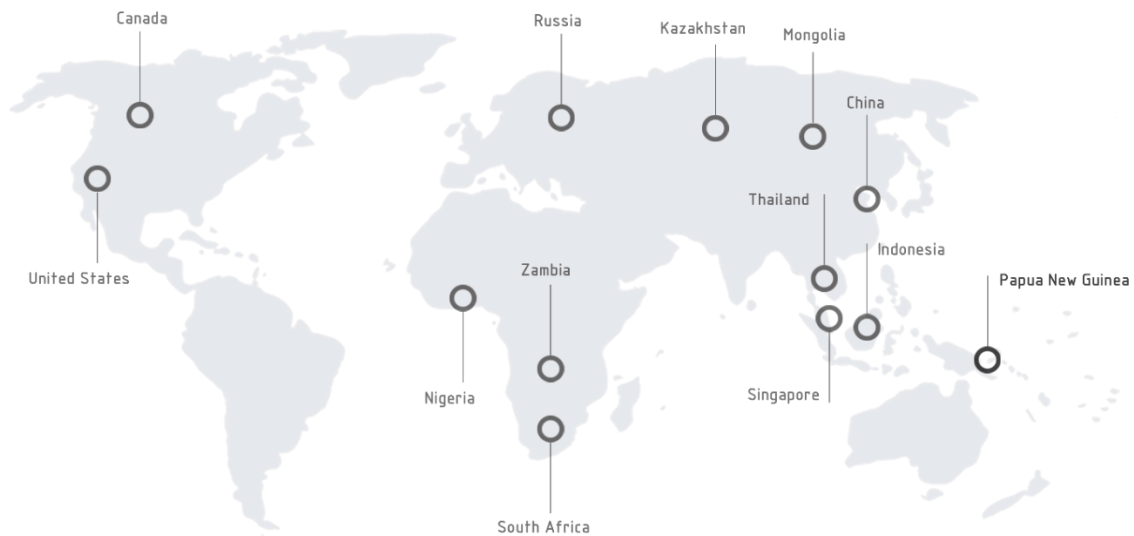 Canada
Russia
Kazakhstan
Mongolia
China
Thailand
Indonesia
United States
Zambia
Papua New Guinea
Nigeria
Singapore
South Africa